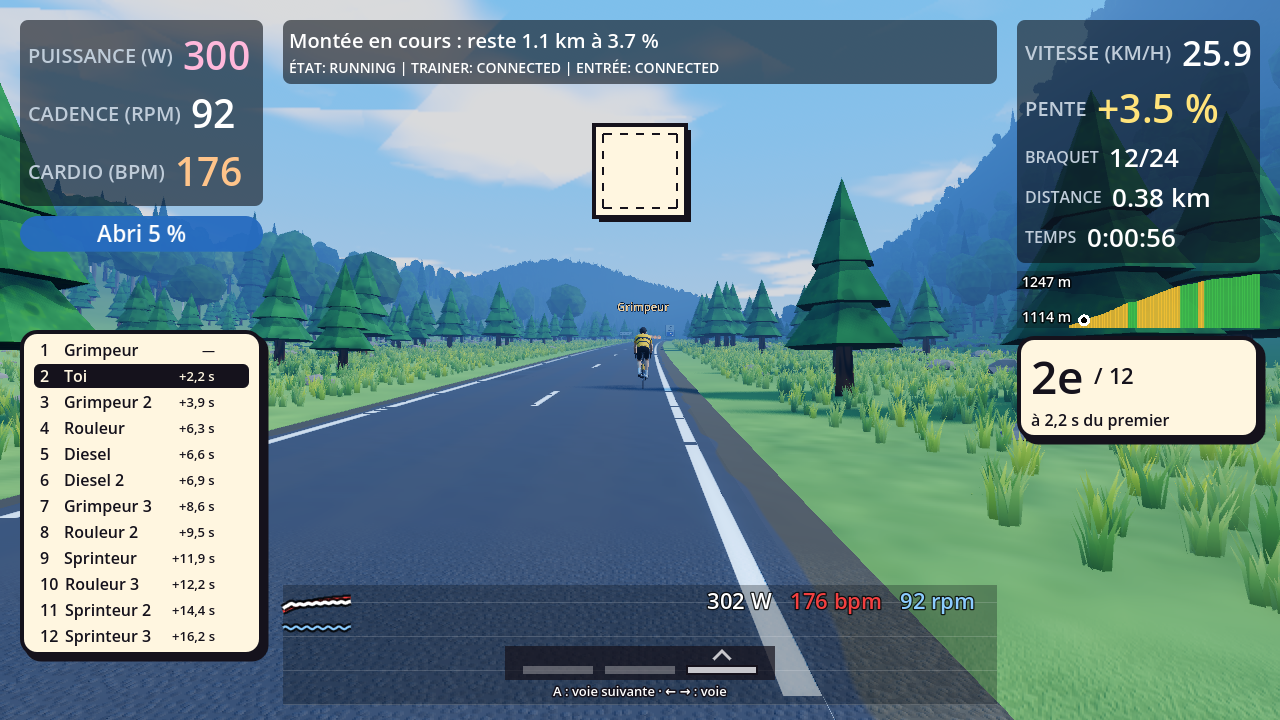 PUISSANCE (W) 300
CADENCE (RPM) 92
CARDIO (BPM) 176
Abri 5 %
Montée en cours : reste 1.1 km à 3.7 %
ÉTAT: RUNNING | TRAINER: CONNECTED | ENTRÉE: CONNECTED
VITESSE (KM/H) 25.9
PENTE +3.5 %
BRAQUET 12/24
DISTANCE 0.38 km
TEMPS 0:00:56
1247 m
1114 m
2e / 12
à 2,2 s du premier
Grimpeur
1 Grimpeur —
2 Toi +2,2 s
3 Grimpeur 2 +3,9 s
4 Rouleur +6,3 s
5 Diesel +6,6 s
6 Diesel 2 +6,9 s
7 Grimpeur 3 +8,6 s
8 Rouleur 2 +9,5 s
9 Sprinteur +11,9 s
10 Rouleur 3 +12,2 s
11 Sprinteur 2 +14,4 s
12 Sprinteur 3 +16,2 s
302 W 176 bpm 92 rpm
A : voie suivante · ← → : voie